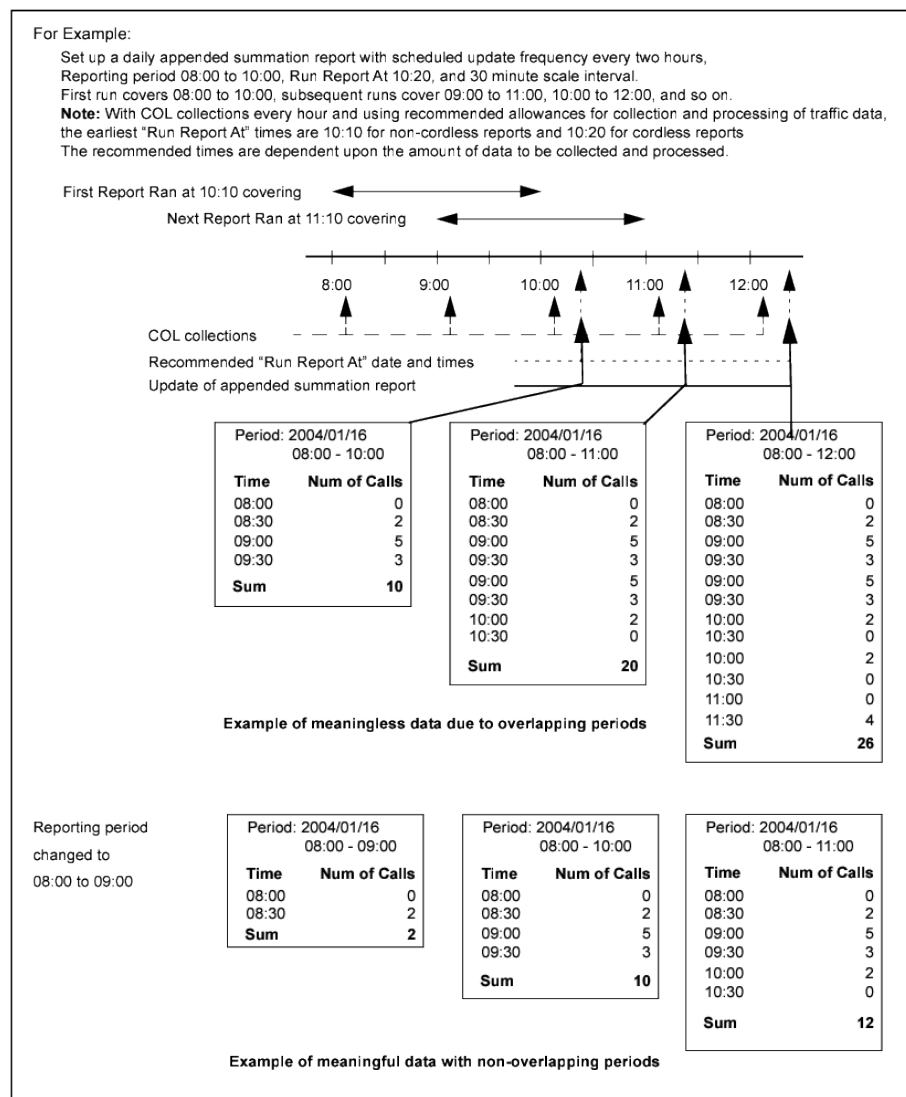 For Example:
Set up a daily appended summation report with scheduled update frequency every two hours,
Reporting period 08:00 to 10:00, Run Report At 10:20, and 30 minute scale interval.
First run covers 08:00 to 10:00, subsequent runs cover 09:00 to 11:00, 10:00 to 12:00, and so on.
Note: With COL collections every hour and using recommended allowances for collection and processing of traffic data,
the earliest “Run Report At” times are 10:10 for non-cordless reports and 10:20 for cordless reports
The recommended times are dependent upon the amount of data to be collected and processed.
First Report Ran at 10:10 covering
Next Report Ran at 11:10 covering
8:00 9:00 10:00 11:00 12:00
COL collections
Recommended “Run Report At” date and times
Update of appended summation report
Period: 2004/01/16
08:00 - 10:00
Time Num of Calls
08:00 0
08:30 2
09:00 5
09:30 3
Sum 10
Period: 2004/01/16
08:00 - 11:00
Time Num of Calls
08:00 0
08:30 2
09:00 5
09:30 3
09:00 5
09:30 3
10:00 2
10:30 0
Sum 20
Period: 2004/01/16
08:00 - 12:00
Time Num of Calls
08:00 0
08:30 2
09:00 5
09:30 3
09:00 5
09:30 3
10:00 2
10:30 0
10:00 2
10:30 0
11:00 0
11:30 4
Sum 26
Example of meaningless data due to overlapping periods
Reporting period
changed to
08:00 to 09:00
Period: 2004/01/16
08:00 - 09:00
Time Num of Calls
08:00 0
08:30 2
Sum 2
Period: 2004/01/16
08:00 - 10:00
Time Num of Calls
08:00 0
08:30 2
09:00 5
09:30 3
Sum 10
Period: 2004/01/16
08:00 - 11:00
Time Num of Calls
08:00 0
08:30 2
09:00 5
09:30 3
10:00 2
10:30 0
Sum 12
Example of meaningful data with non-overlapping periods